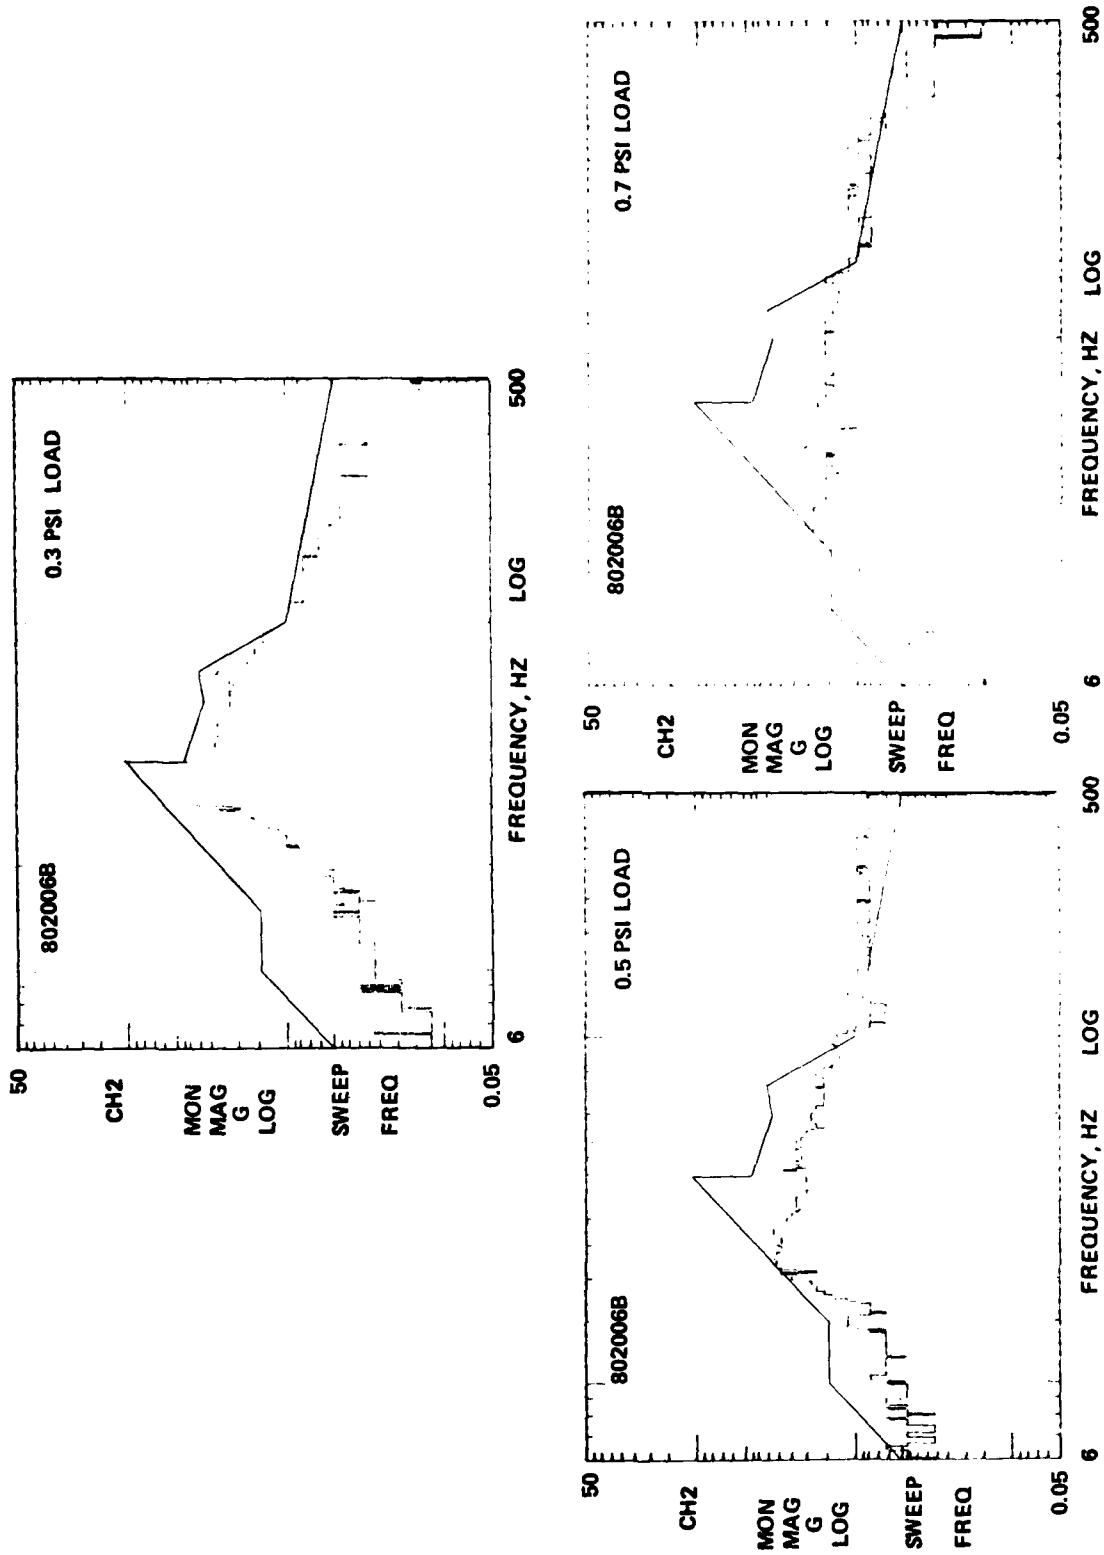 50
CH2
MON
MAG
G
LOG
SWEEP
FREQ
0.05
802006B
0.3 PSI LOAD
6
FREQUENCY, HZ
LOG
500
50
CH2
MON
MAG
G
LOG
SWEEP
FREQ
0.05
802006B
0.5 PSI LOAD
6
FREQUENCY, HZ
LOG
500
50
CH2
MON
MAG
G
LOG
SWEEP
FREQ
0.05
802006B
0.7 PSI LOAD
6
FREQUENCY, HZ
LOG
500